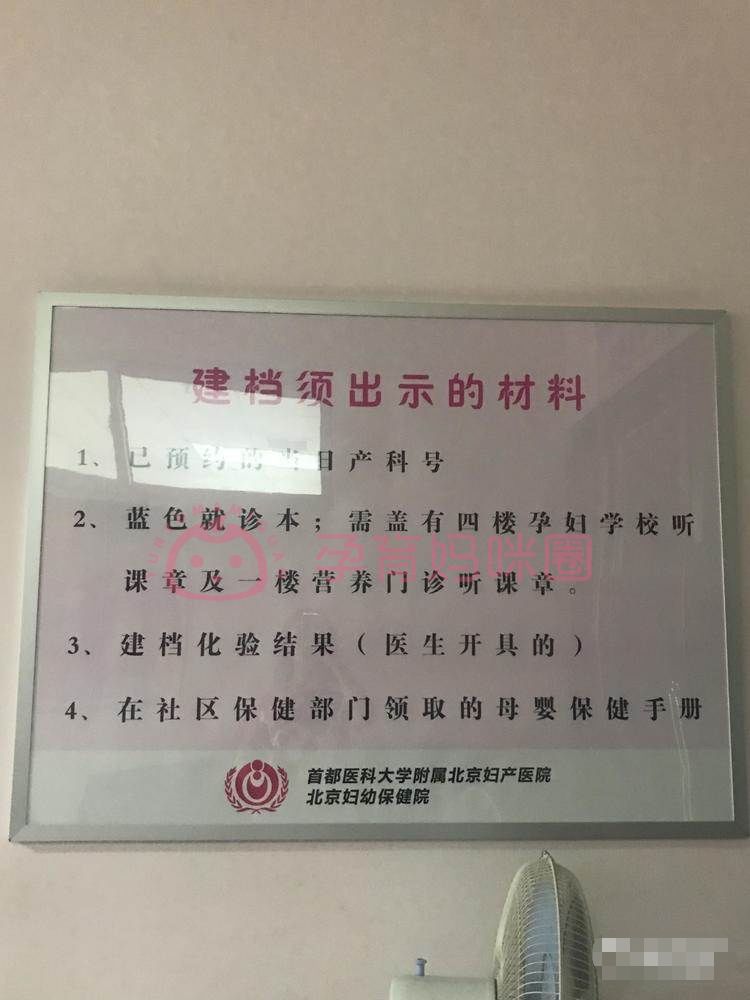 建档须出示的材料
1、已预约的当日产科号
2、蓝色就诊本；需盖有四楼孕妇学校听
课章及一楼营养门诊听课章。
孕育妈咪圈
3、建档化验结果（医生开具的）
4、在社区保健部门领取的母婴保健手册
首都医科大学附属北京妇产医院
北京妇幼保健院